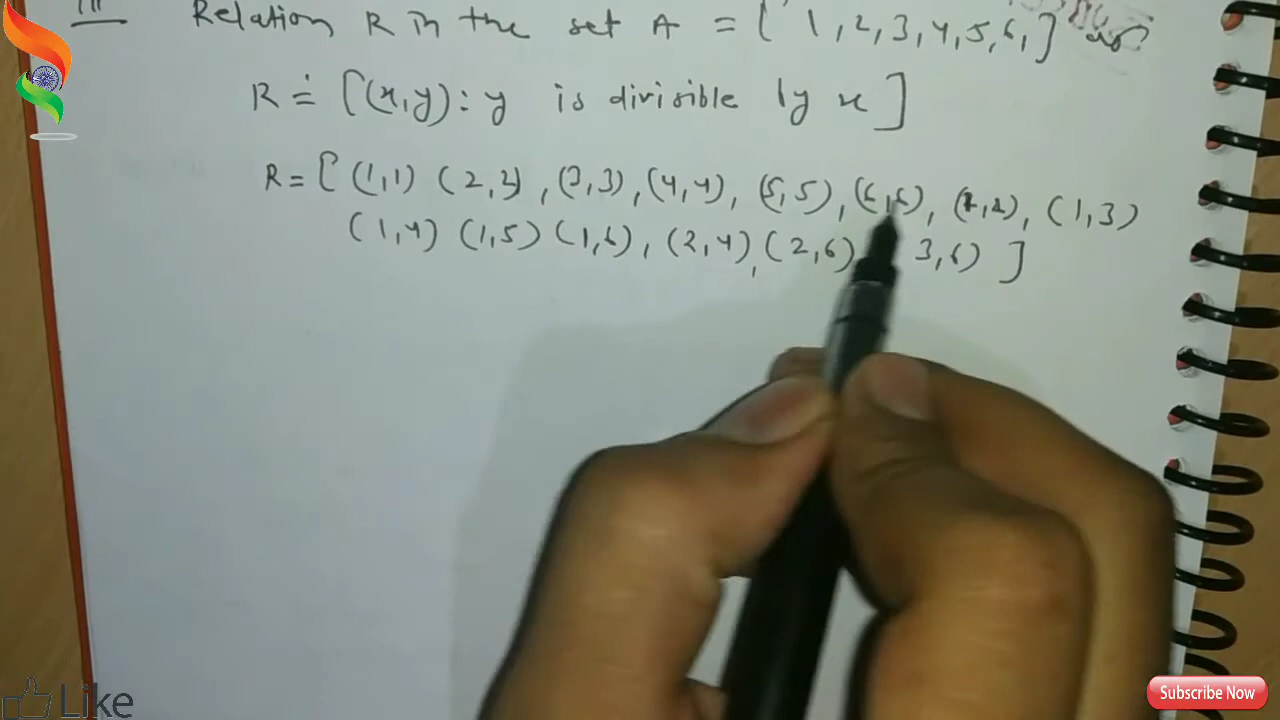 III Relation R in the set A = { 1, 2, 3, 4, 5, 6, } as
R = [(x, y) : y is divisible by x ]
R = [ (1,1) (2,2) , (3,3), (4,4), (5,5), (6,6), (1,2), (1,3)
(1,4) (1,5) (1,6), (2,4), (2,6) 3,6) ]
Like
Subscribe Now